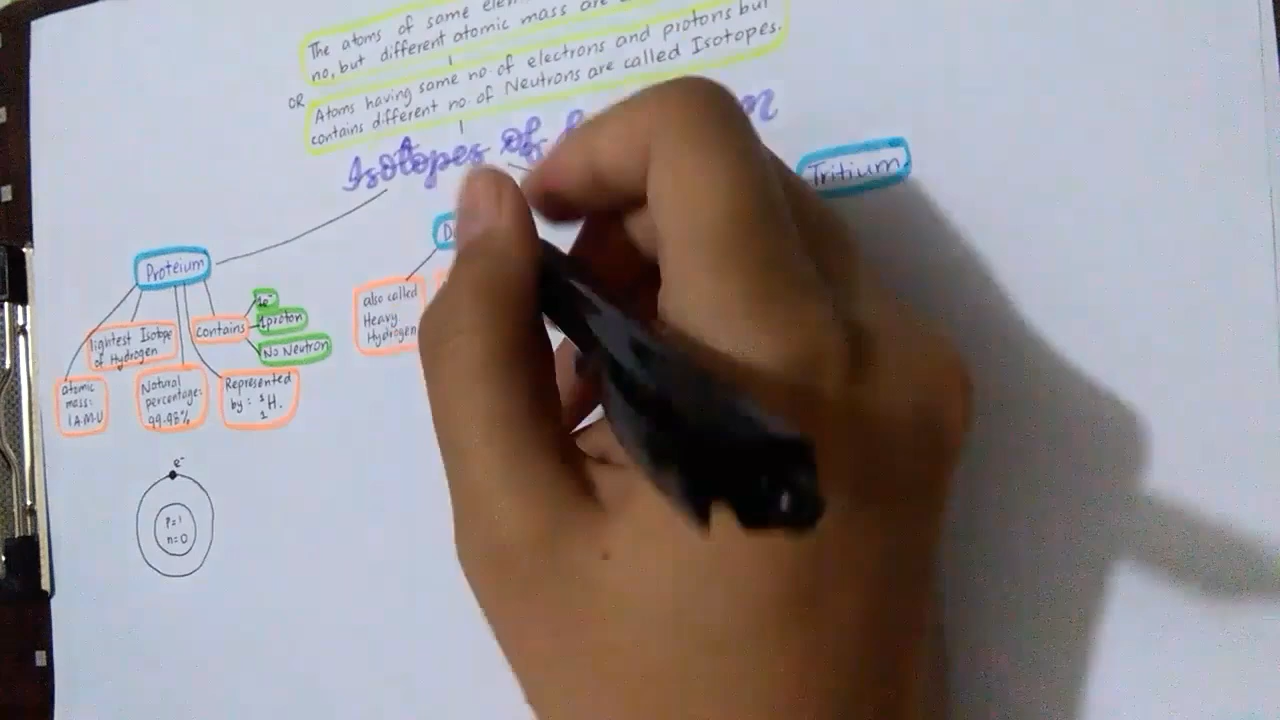 The atoms of same
no, but different atomic mass are
OR
Atoms having same no. of electrons and protons but
contains different no. of Neutrons are called Isotopes.
Isotopes of
Tritium
Proteium
also called
Heavy
Hydrogen
lightest Isotope
of Hydrogen
contains
1e⁻
1proton
No Neutron
atomic
mass:
1 A.M.U
Natural
percentage:
99.98%
Represented
by: ¹₁H.
e⁻
P=1
n=0